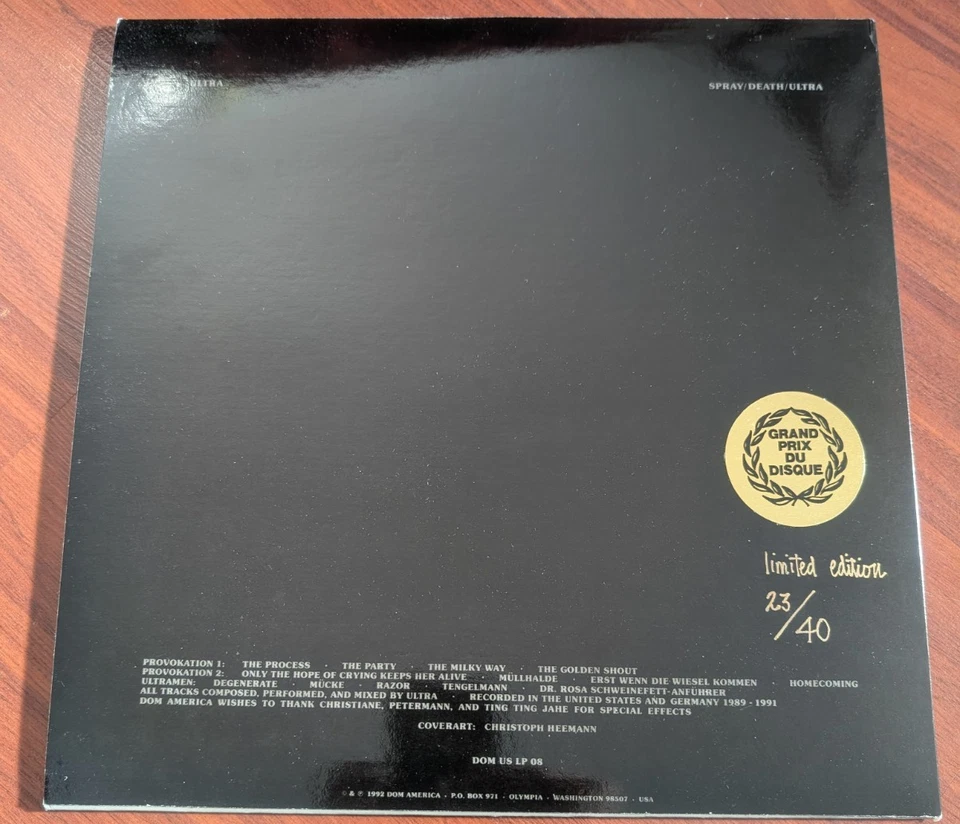 ULTRA
SPRAY/DEATH/ULTRA
GRAND
PRIX
DU
DISQUE
limited edition
23/40
PROVOKATION 1: THE PROCESS · THE PARTY · THE MILKY WAY · THE GOLDEN SHOUT
PROVOKATION 2: ONLY THE HOPE OF CRYING KEEPS HER ALIVE · MÜLLHALDE · ERST WENN DIE WIESEL KOMMEN · HOMECOMING
ULTRAMEN: DEGENERATE · MÜCKE · RAZOR · TENGELMANN · DR. ROSA SCHWEINEFETT-ANFÜHRER
ALL TRACKS COMPOSED, PERFORMED, AND MIXED BY ULTRA · RECORDED IN THE UNITED STATES AND GERMANY 1989 - 1991
DOM AMERICA WISHES TO THANK CHRISTIANE, PETERMANN, AND TING TING JAHE FOR SPECIAL EFFECTS
COVERART: CHRISTOPH HEEMANN
DOM US LP 08
© & ℗ 1992 DOM AMERICA · P.O. BOX 971 · OLYMPIA · WASHINGTON 98507 · USA